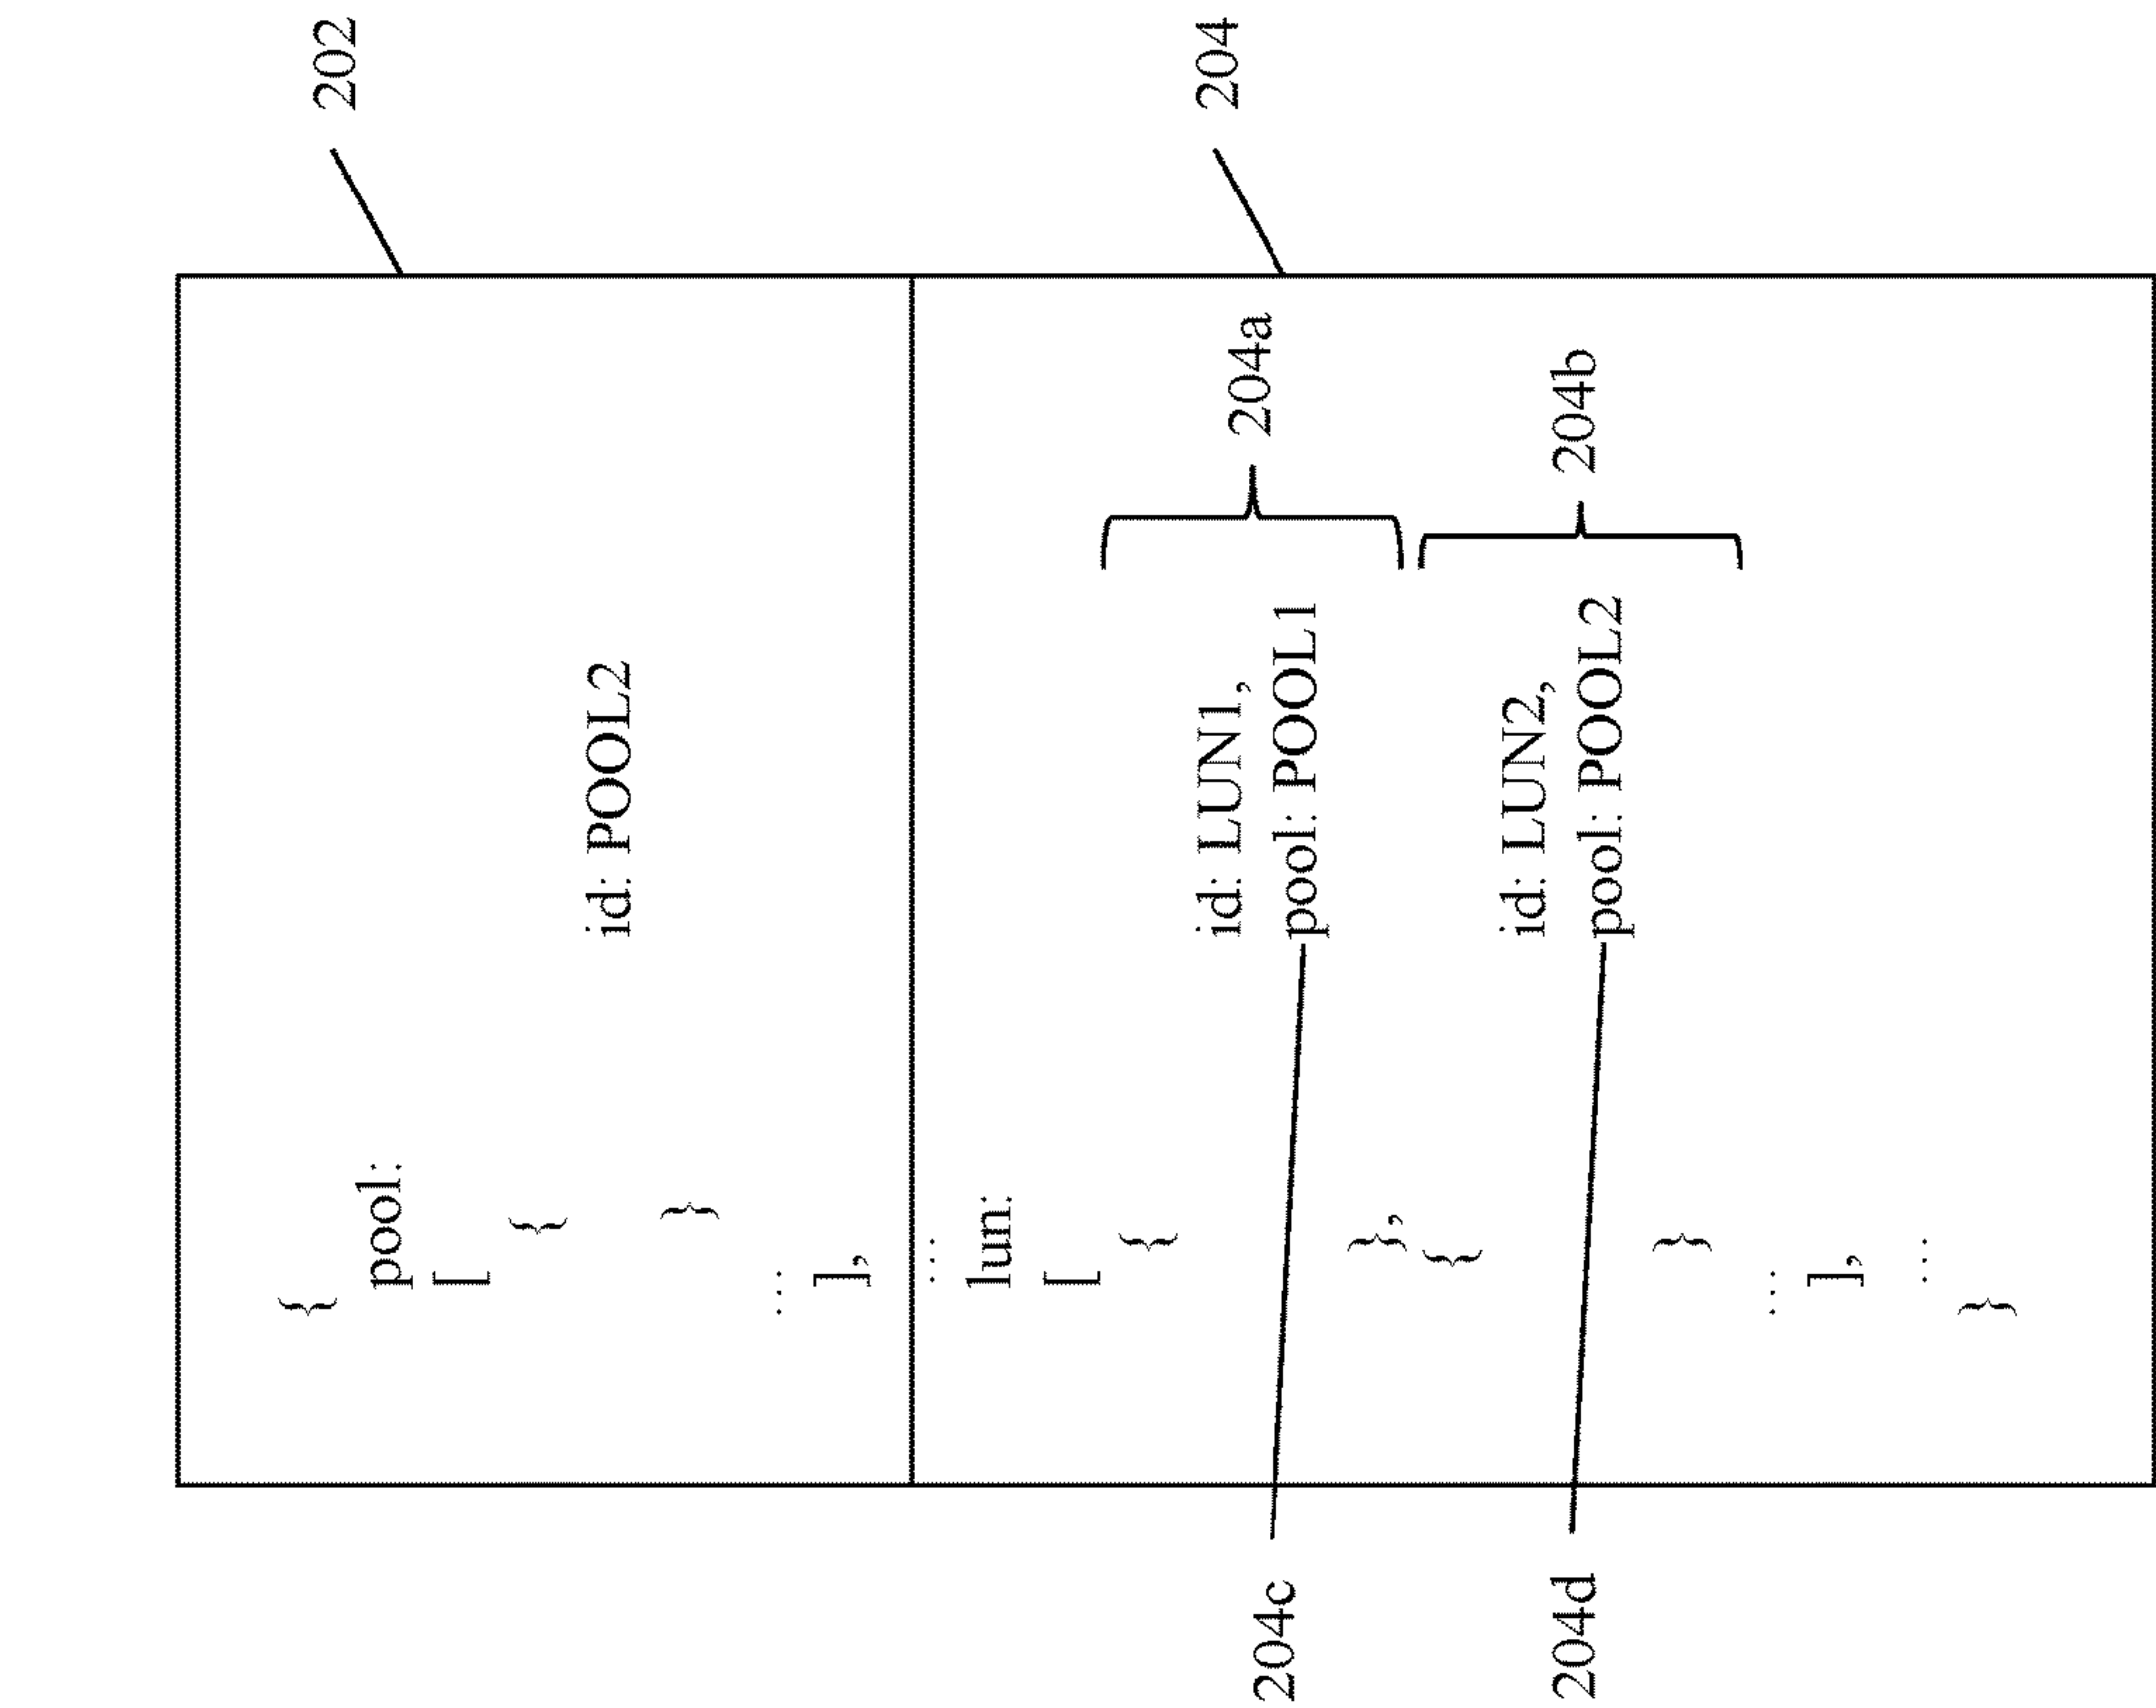 {
pool:
[
{
id: POOL2
}
...
],
...
lun:
[
{
id: LUN1,
pool: POOL1
},
{
id: LUN2,
pool: POOL2
}
...
],
...
}
202
204
204a
204b
204c
204d